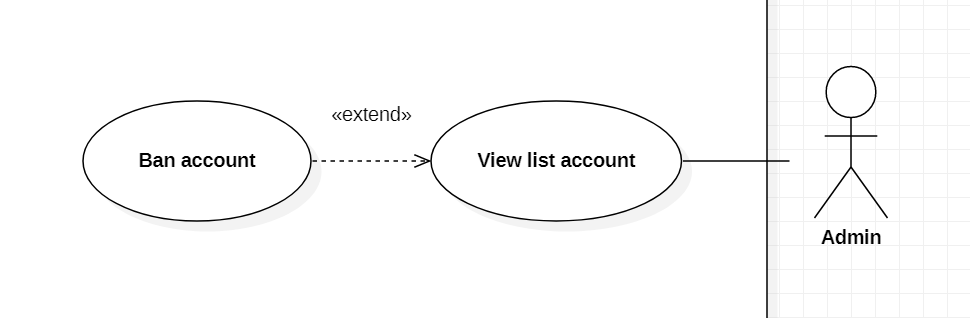 «extend»
Ban account
View list account
Admin